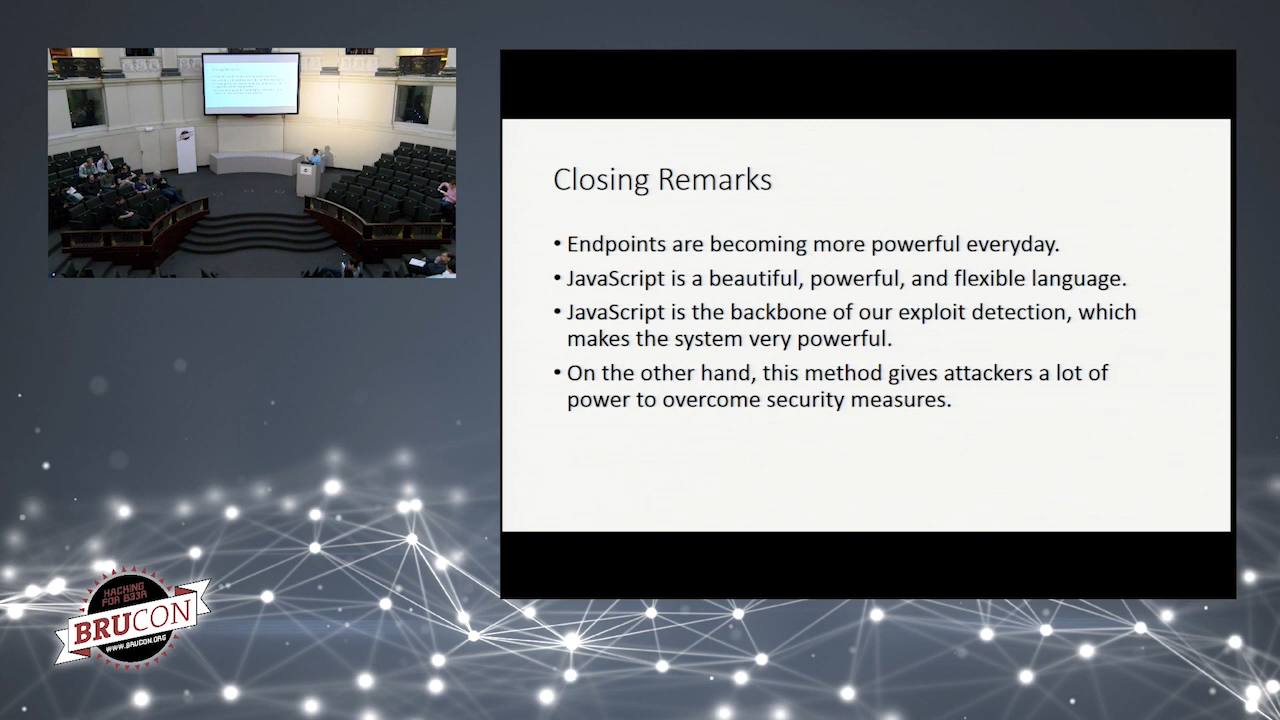 Closing Remarks
• Endpoints are becoming more powerful everyday.
• JavaScript is a beautiful, powerful, and flexible language.
• JavaScript is the backbone of our exploit detection, which
makes the system very powerful.
• On the other hand, this method gives attackers a lot of
power to overcome security measures.
HACKING
FOR B33R
BRUCON
WWW.BRUCON.ORG